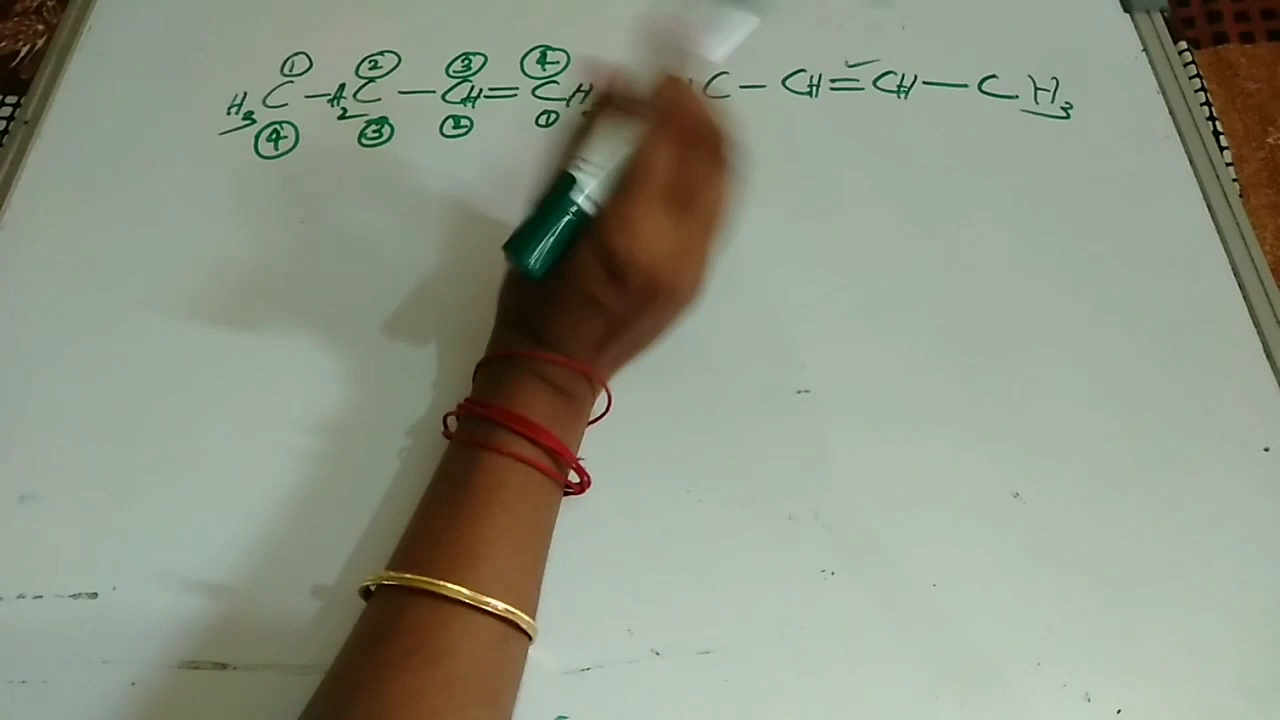 ① ② ③ ④
H₃C – H₂C – CH = CH C – CH = CH – CH₃
④ ③ ② ①